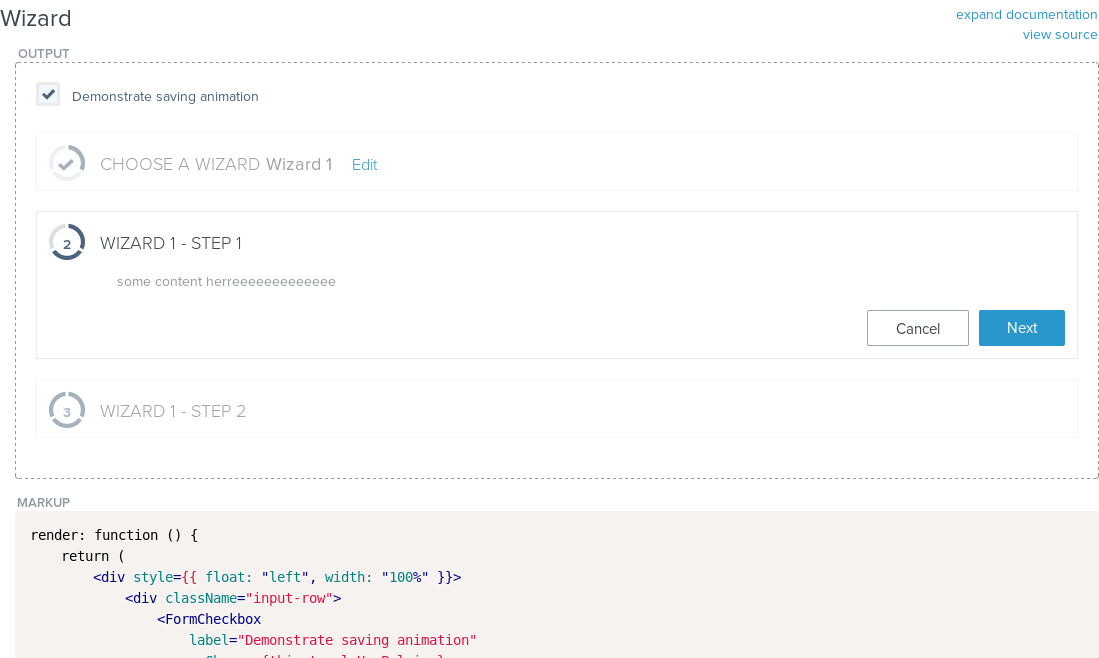 Wizard
expand documentation
view source
OUTPUT
Demonstrate saving animation
CHOOSE A WIZARD Wizard 1 Edit
2 WIZARD 1 - STEP 1
some content herreeeeeeeeeeeee
Cancel Next
3 WIZARD 1 - STEP 2
MARKUP
render: function () {
return (
<div style={{ float: "left", width: "100%" }}>
<div className="input-row">
<FormCheckbox
label="Demonstrate saving animation"